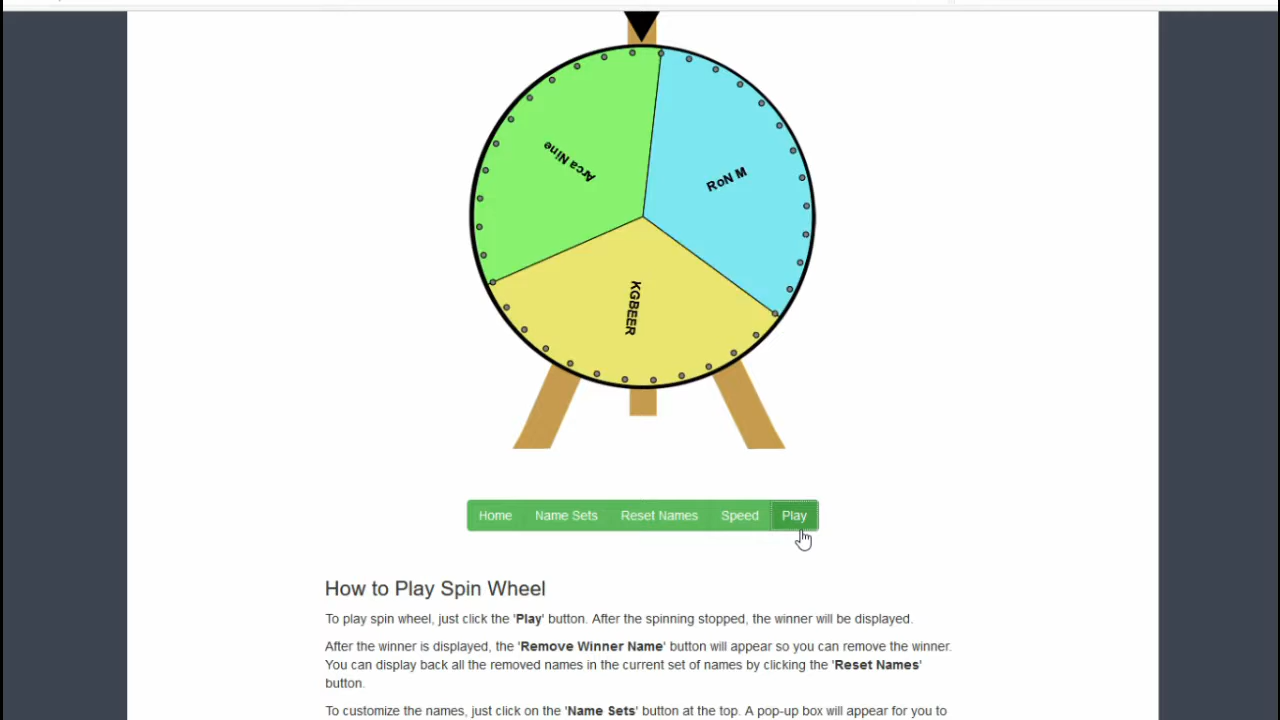 Arca Nine
RoN M
KGBEER
Home Name Sets Reset Names Speed Play
How to Play Spin Wheel
To play spin wheel, just click the 'Play' button. After the spinning stopped, the winner will be displayed.
After the winner is displayed, the 'Remove Winner Name' button will appear so you can remove the winner.
You can display back all the removed names in the current set of names by clicking the 'Reset Names'
button.
To customize the names, just click on the 'Name Sets' button at the top. A pop-up box will appear for you to